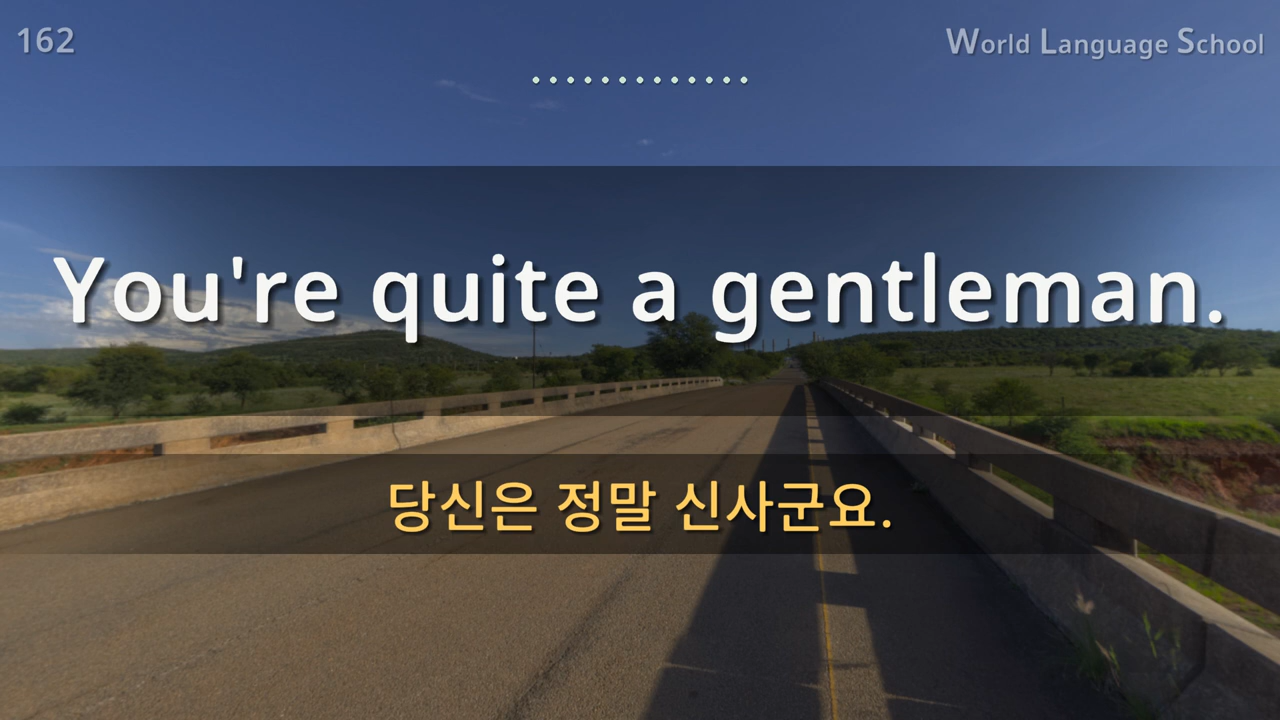 162
World Language School
You're quite a gentleman.
당신은 정말 신사군요.